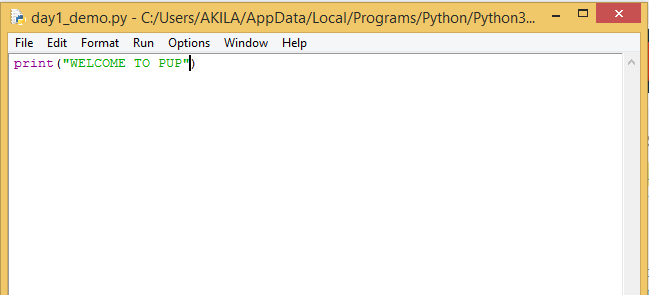 day1_demo.py - C:/Users/AKILA/AppData/Local/Programs/Python/Python3...
File Edit Format Run Options Window Help
print("WELCOME TO PUP")